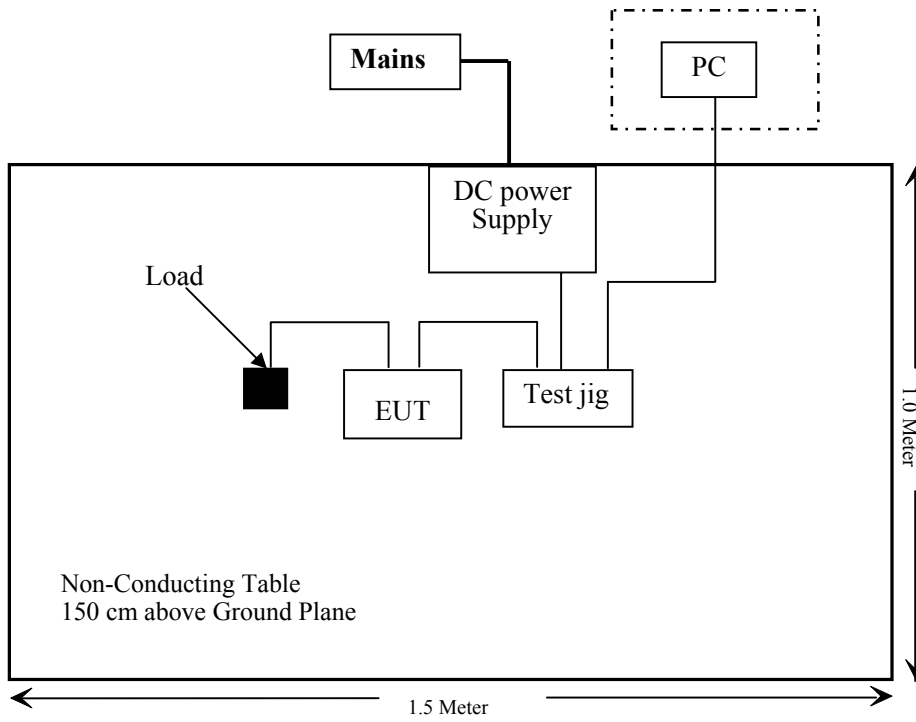 Mains
PC
DC power
Supply
Load
EUT
Test jig
1.0 Meter
Non-Conducting Table
150 cm above Ground Plane
1.5 Meter